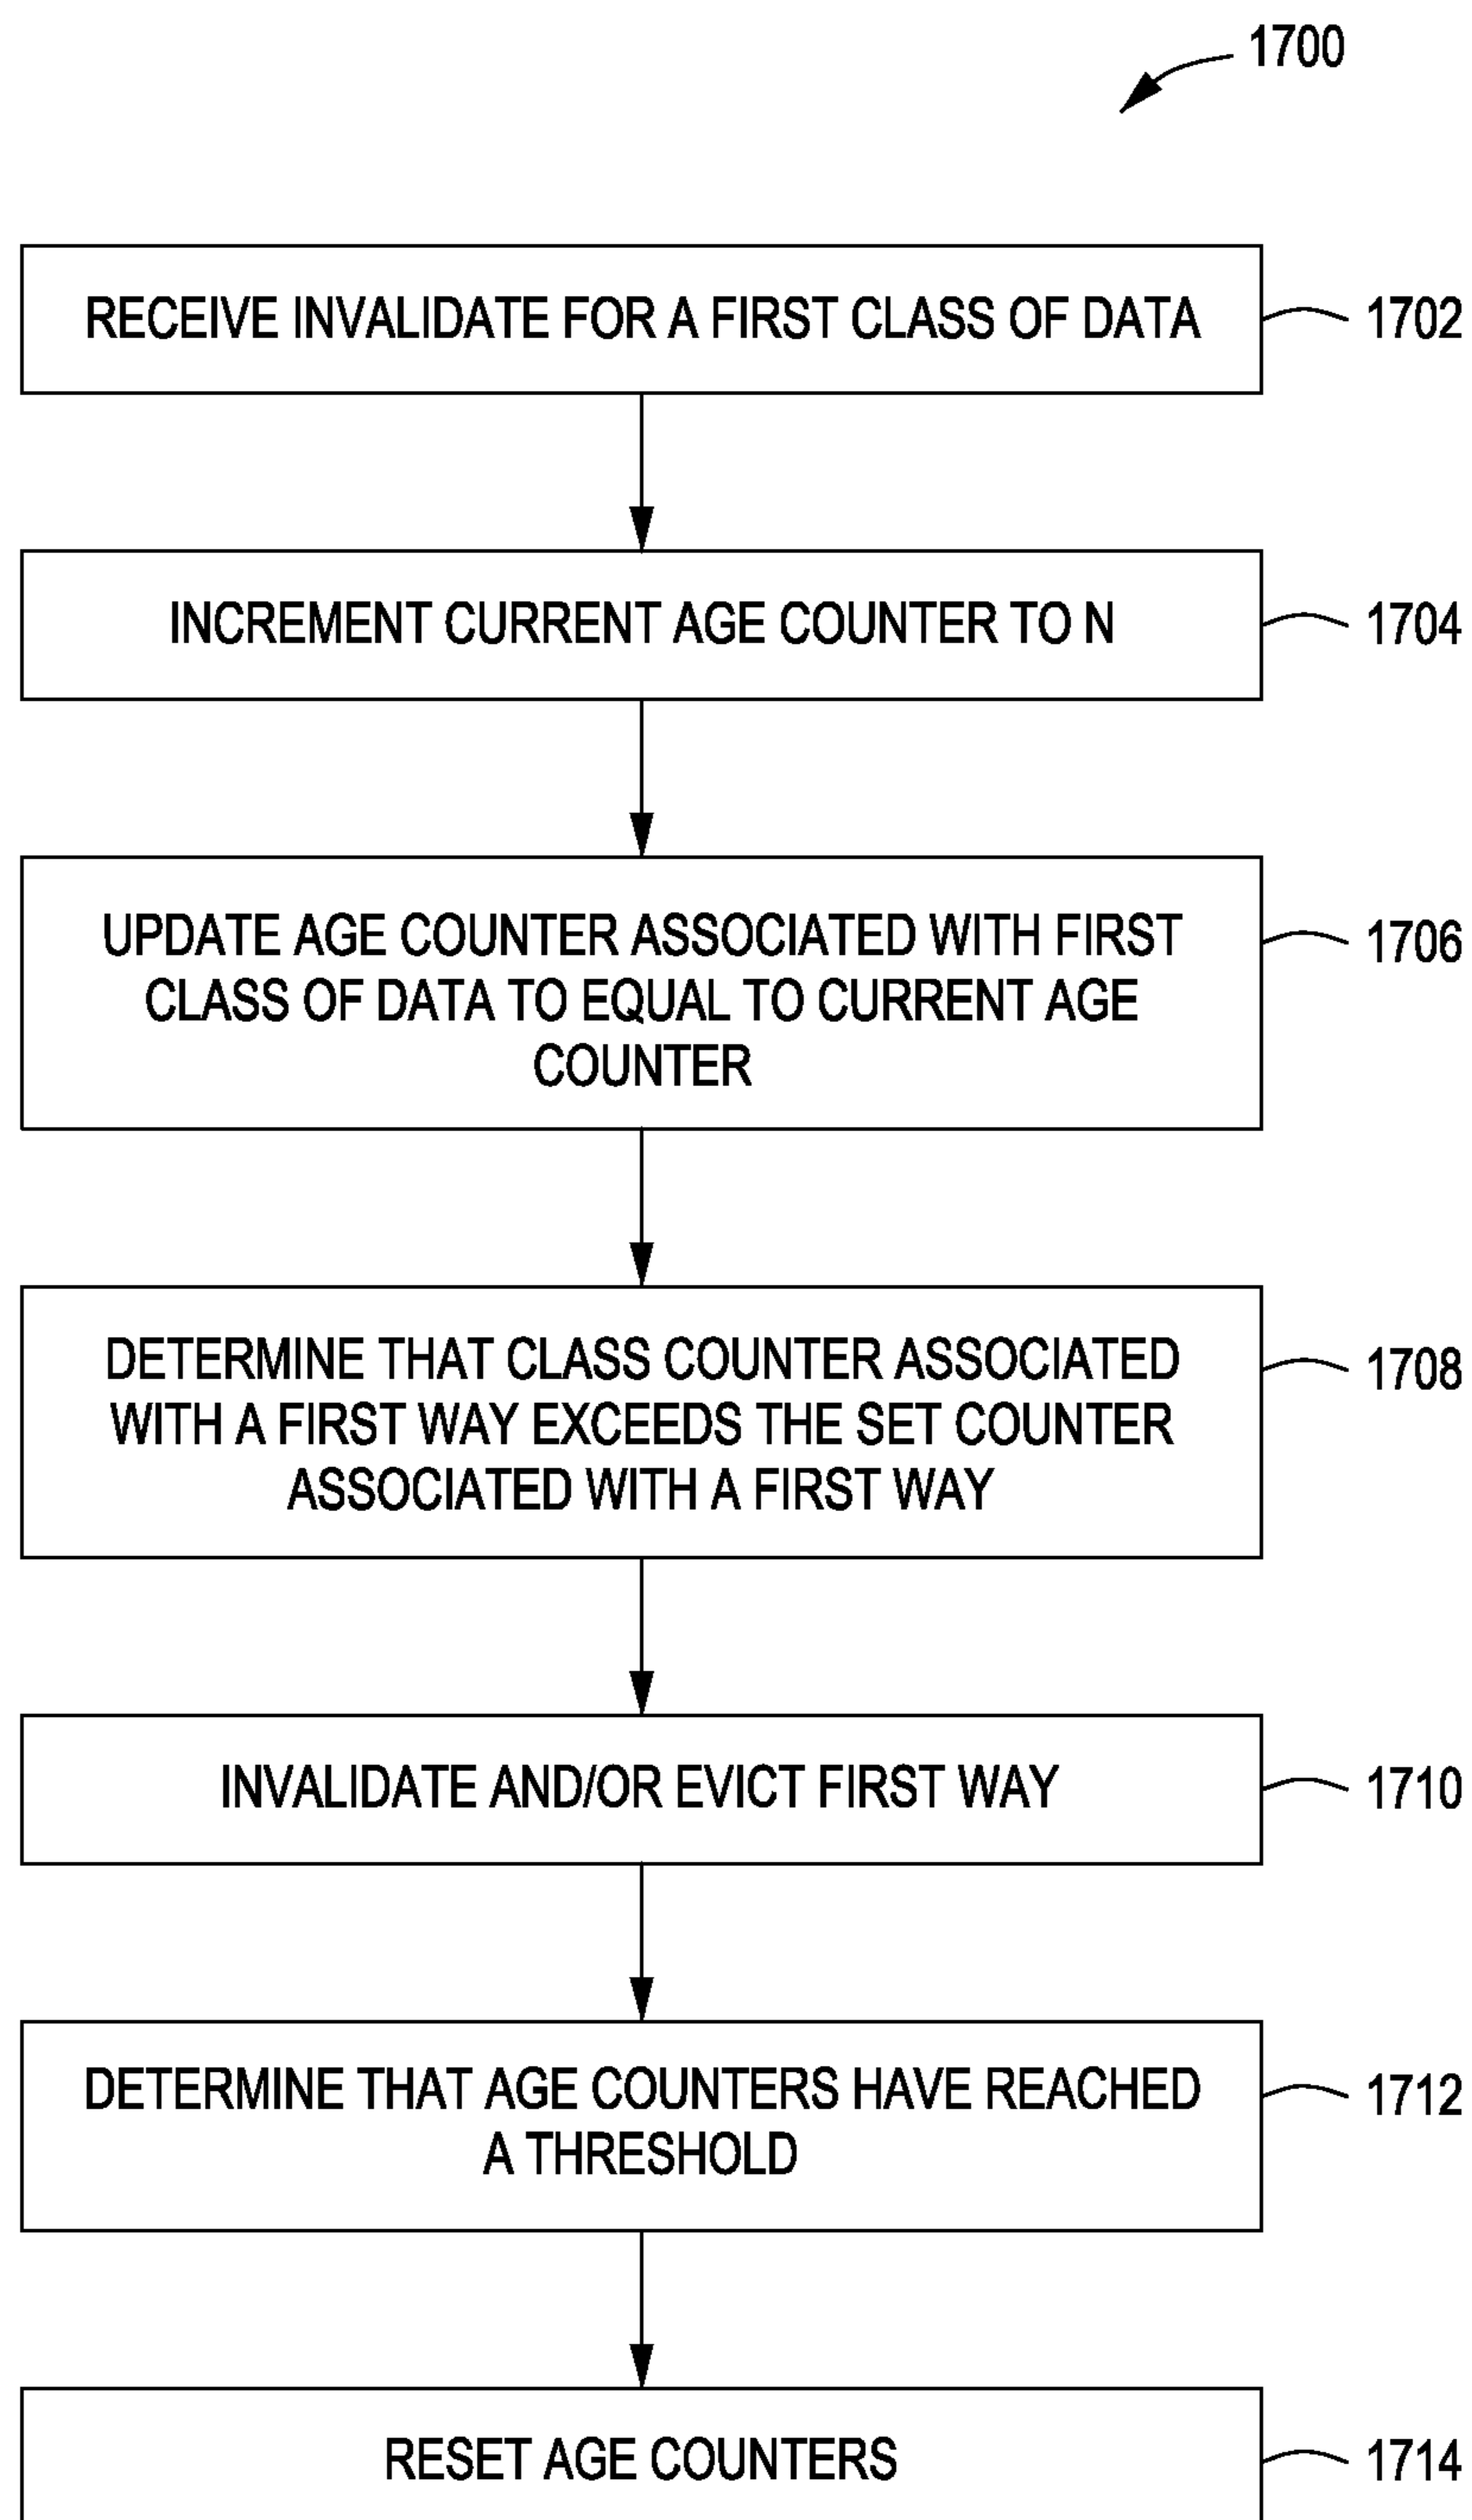 1700
RECEIVE INVALIDATE FOR A FIRST CLASS OF DATA
1702
INCREMENT CURRENT AGE COUNTER TO N
1704
UPDATE AGE COUNTER ASSOCIATED WITH FIRST
CLASS OF DATA TO EQUAL TO CURRENT AGE
COUNTER
1706
DETERMINE THAT CLASS COUNTER ASSOCIATED
WITH A FIRST WAY EXCEEDS THE SET COUNTER
ASSOCIATED WITH A FIRST WAY
1708
INVALIDATE AND/OR EVICT FIRST WAY
1710
DETERMINE THAT AGE COUNTERS HAVE REACHED
A THRESHOLD
1712
RESET AGE COUNTERS
1714